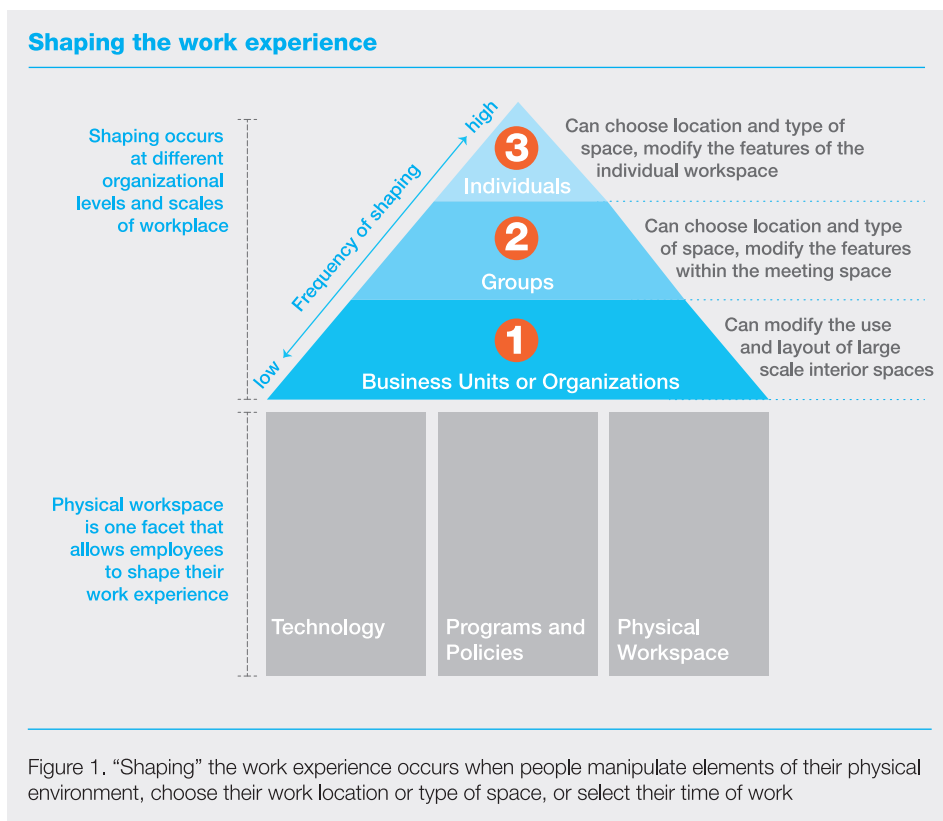 Shaping the work experience
Shaping occurs
at different
organizational
levels and scales
of workplace
low
Frequency of shaping
high
3
Individuals
Can choose location and type of
space, modify the features of the
individual workspace
2
Groups
Can choose location and type
of space, modify the features
within the meeting space
1
Business Units or Organizations
Can modify the use
and layout of large
scale interior spaces
Physical workspace
is one facet that
allows employees
to shape their
work experience
Technology
Programs and
Policies
Physical
Workspace
Figure 1. “Shaping” the work experience occurs when people manipulate elements of their physical
environment, choose their work location or type of space, or select their time of work